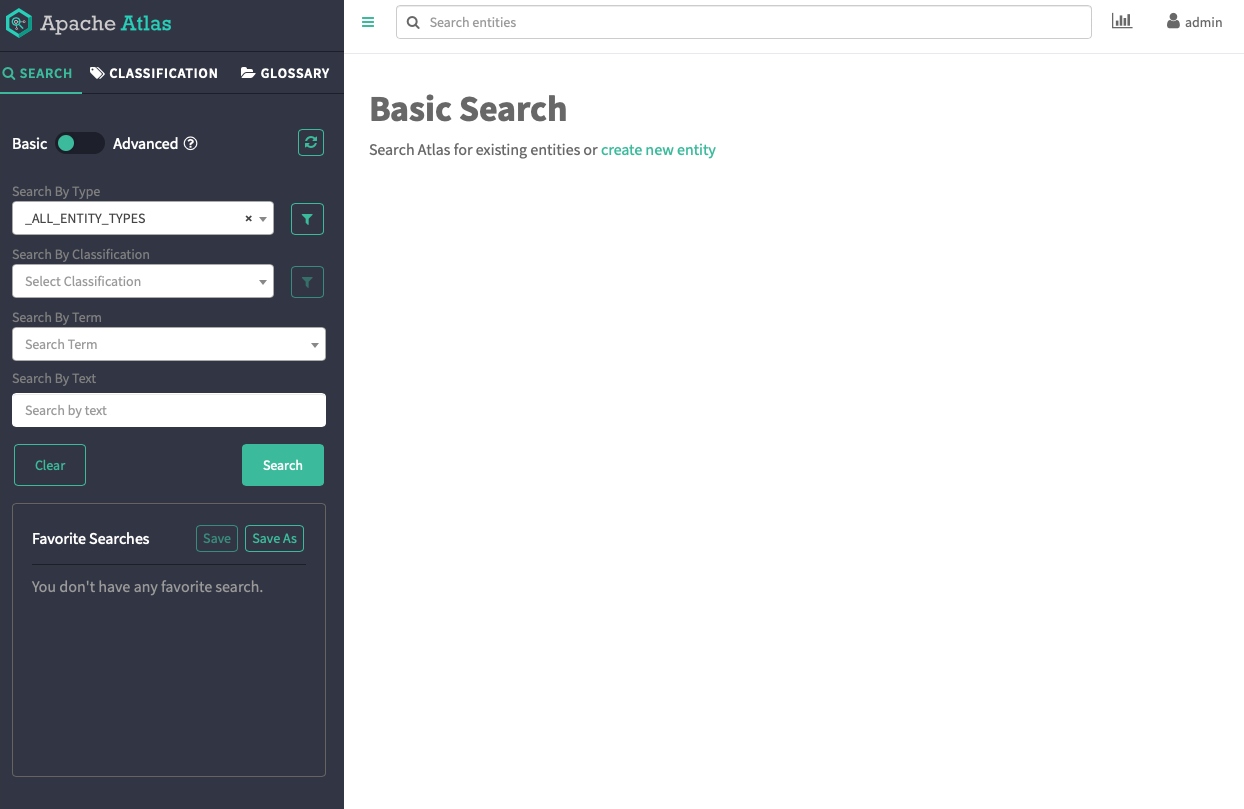 Apache Atlas
SEARCH CLASSIFICATION GLOSSARY
Search entities
admin
Basic Advanced ?
Search By Type
_ALL_ENTITY_TYPES ×
Search By Classification
Select Classification
Search By Term
Search Term
Search By Text
Search by text
Clear Search
Favorite Searches Save Save As
You don't have any favorite search.
Basic Search
Search Atlas for existing entities or create new entity